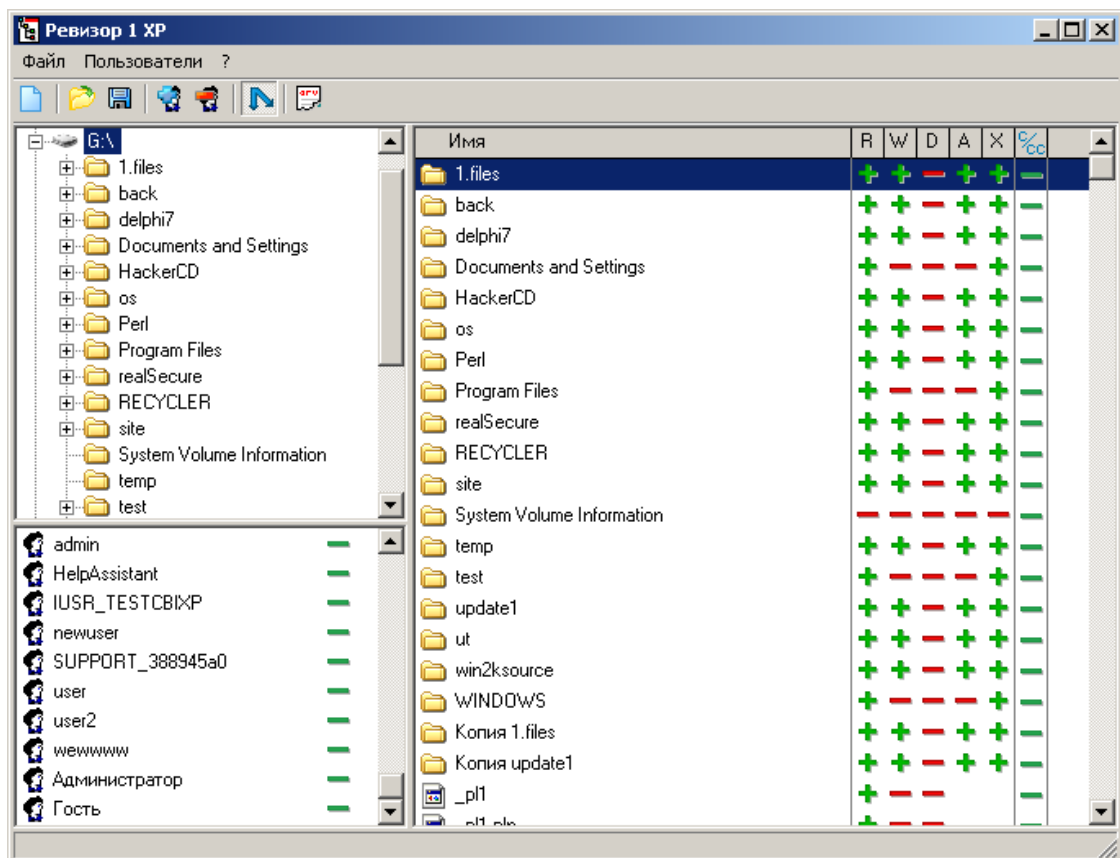 Ревизор 1 XP
Файл Пользователи ?
G:\
1.files
back
delphi7
Documents and Settings
HackerCD
os
Perl
Program Files
realSecure
RECYCLER
site
System Volume Information
temp
test
admin
HelpAssistant
IUSR_TESTCBIXP
newuser
SUPPORT_388945a0
user
user2
wewwww
Администратор
Гость
Имя R W D A X C/CC
1.files
back
delphi7
Documents and Settings
HackerCD
os
Perl
Program Files
realSecure
RECYCLER
site
System Volume Information
temp
test
update1
ut
win2ksource
WINDOWS
Копия 1.files
Копия update1
_pl1